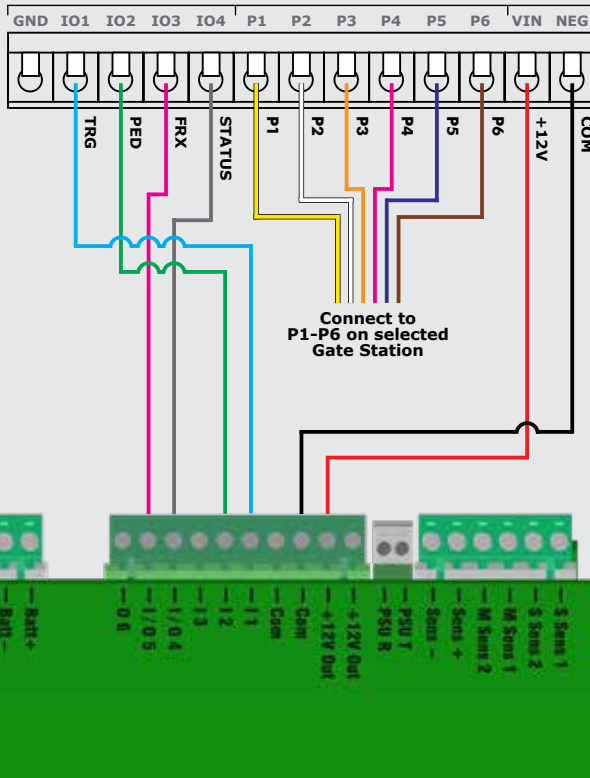 GND IO1 IO2 IO3 IO4 P1 P2 P3 P4 P5 P6 VIN NEG
TRG PED FRX STATUS P1 P2 P3 P4 P5 P6 +12V COM
Connect to
P1-P6 on selected
Gate Station
Batt– Batt+ O 6 I / O 5 I / O 4 I 3 I 2 I 1 Com Com +12V Out +12V Out PSU R PSU T Sens – Sens + M Sens 2 M Sens 1 S Sens 2 S Sens 1